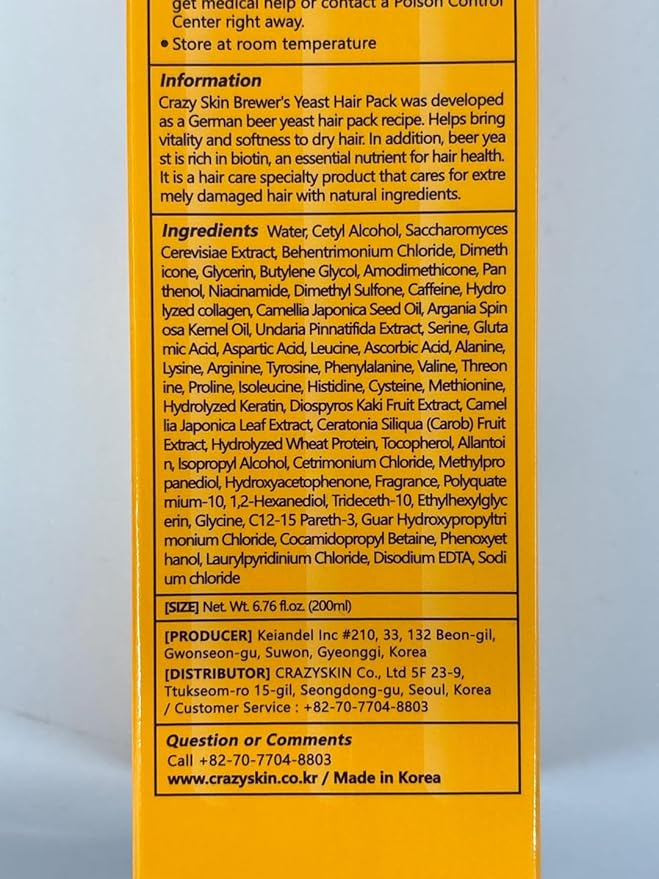 get medical help or contact a Poison Control
Center right away.
• Store at room temperature
Information
Crazy Skin Brewer's Yeast Hair Pack was developed
as a German beer yeast hair pack recipe. Helps bring
vitality and softness to dry hair. In addition, beer yea
st is rich in biotin, an essential nutrient for hair health.
It is a hair care specialty product that cares for extre
mely damaged hair with natural ingredients.
Ingredients Water, Cetyl Alcohol, Saccharomyces
Cerevisiae Extract, Behentrimonium Chloride, Dimeth
icone, Glycerin, Butylene Glycol, Amodimethicone, Pan
thenol, Niacinamide, Dimethyl Sulfone, Caffeine, Hydro
lyzed collagen, Camellia Japonica Seed Oil, Argania Spin
osa Kernel Oil, Undaria Pinnatifida Extract, Serine, Gluta
mic Acid, Aspartic Acid, Leucine, Ascorbic Acid, Alanine,
Lysine, Arginine, Tyrosine, Phenylalanine, Valine, Threon
ine, Proline, Isoleucine, Histidine, Cysteine, Methionine,
Hydrolyzed Keratin, Diospyros Kaki Fruit Extract, Camel
lia Japonica Leaf Extract, Ceratonia Siliqua (Carob) Fruit
Extract, Hydrolyzed Wheat Protein, Tocopherol, Allantoi
n, Isopropyl Alcohol, Cetrimonium Chloride, Methylpro
panediol, Hydroxyacetophenone, Fragrance, Polyquate
rnium-10, 1,2-Hexanediol, Trideceth-10, Ethylhexylglyc
erin, Glycine, C12-15 Pareth-3, Guar Hydroxypropyltri
monium Chloride, Cocamidopropyl Betaine, Phenoxyet
hanol, Laurylpyridinium Chloride, Disodium EDTA, Sodi
um chloride
[SIZE] Net. Wt. 6.76 fl.oz. (200ml)
[PRODUCER] Keiandel Inc #210, 33, 132 Beon-gil,
Gwonseon-gu, Suwon, Gyeonggi, Korea
[DISTRIBUTOR] CRAZYSKIN Co., Ltd 5F 23-9,
Ttukseom-ro 15-gil, Seongdong-gu, Seoul, Korea
/ Customer Service : +82-70-7704-8803
Question or Comments
Call +82-70-7704-8803
www.crazyskin.co.kr / Made in Korea